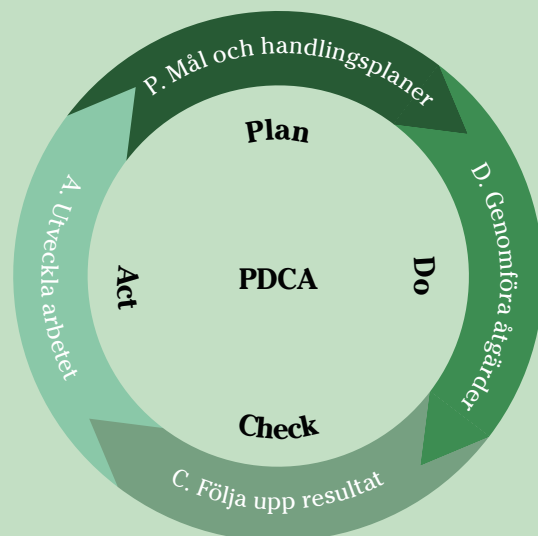 P. Mål och handlingsplaner
Plan
D. Genomföra åtgärder
Do
PDCA
Act
A. Utveckla arbetet
Check
C. Följa upp resultat